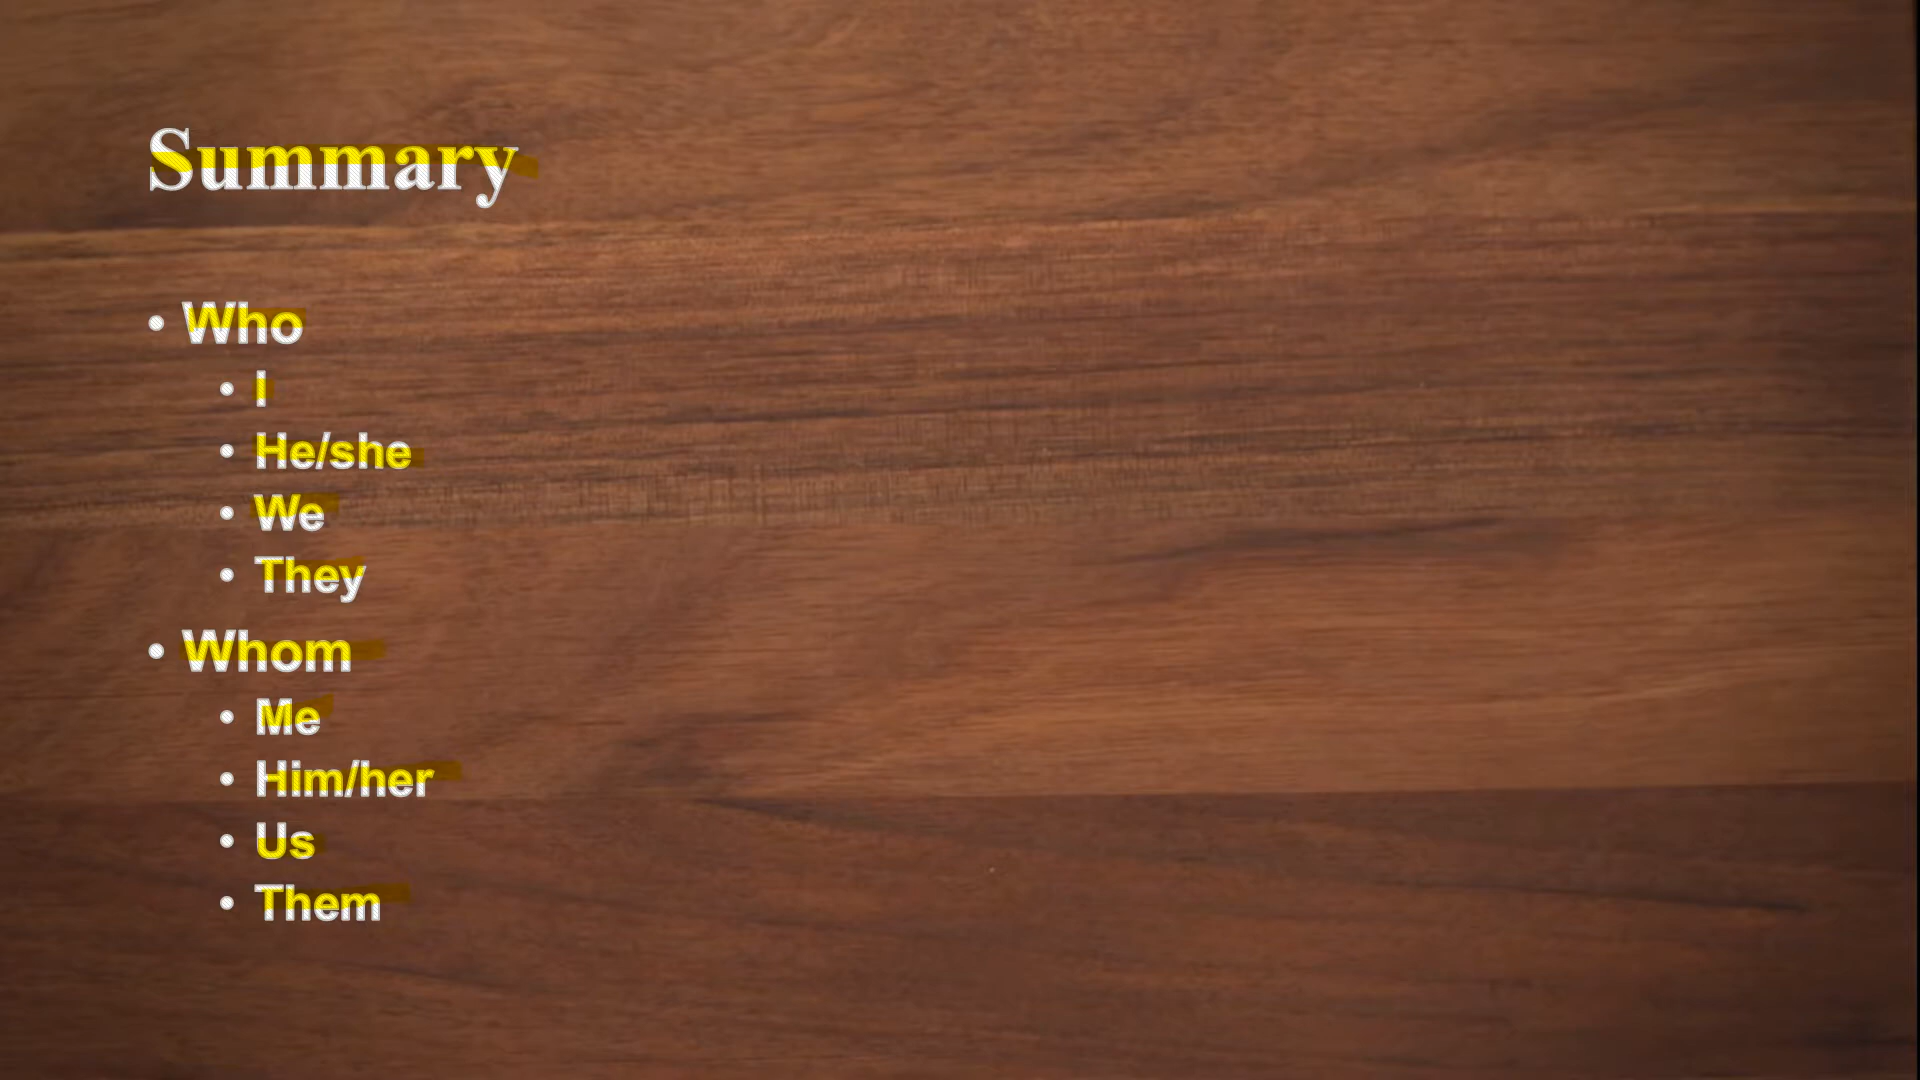 Summary
• Who
• I
• He/she
• We
• They
• Whom
• Me
• Him/her
• Us
• Them